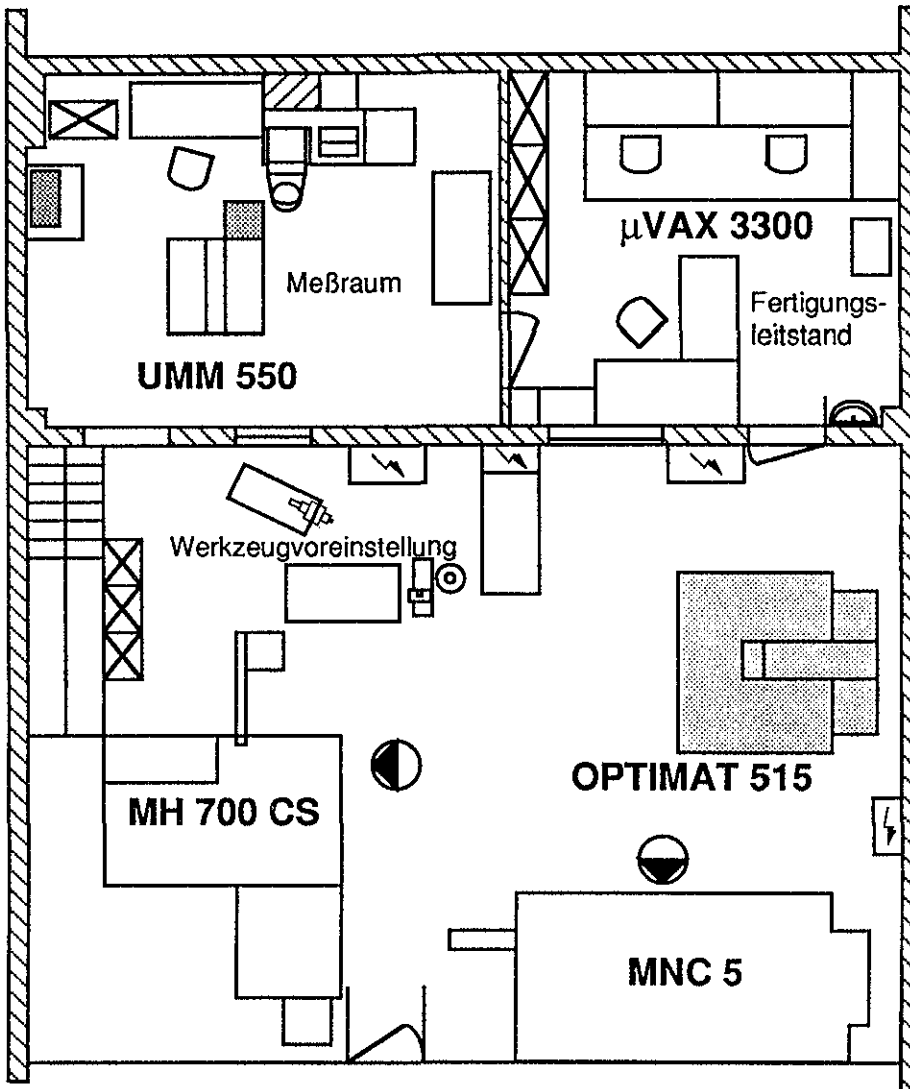 µVAX 3300
Meßraum
Fertigungs-
leitstand
UMM 550
Werkzeugvoreinstellung
OPTIMAT 515
MH 700 CS
MNC 5